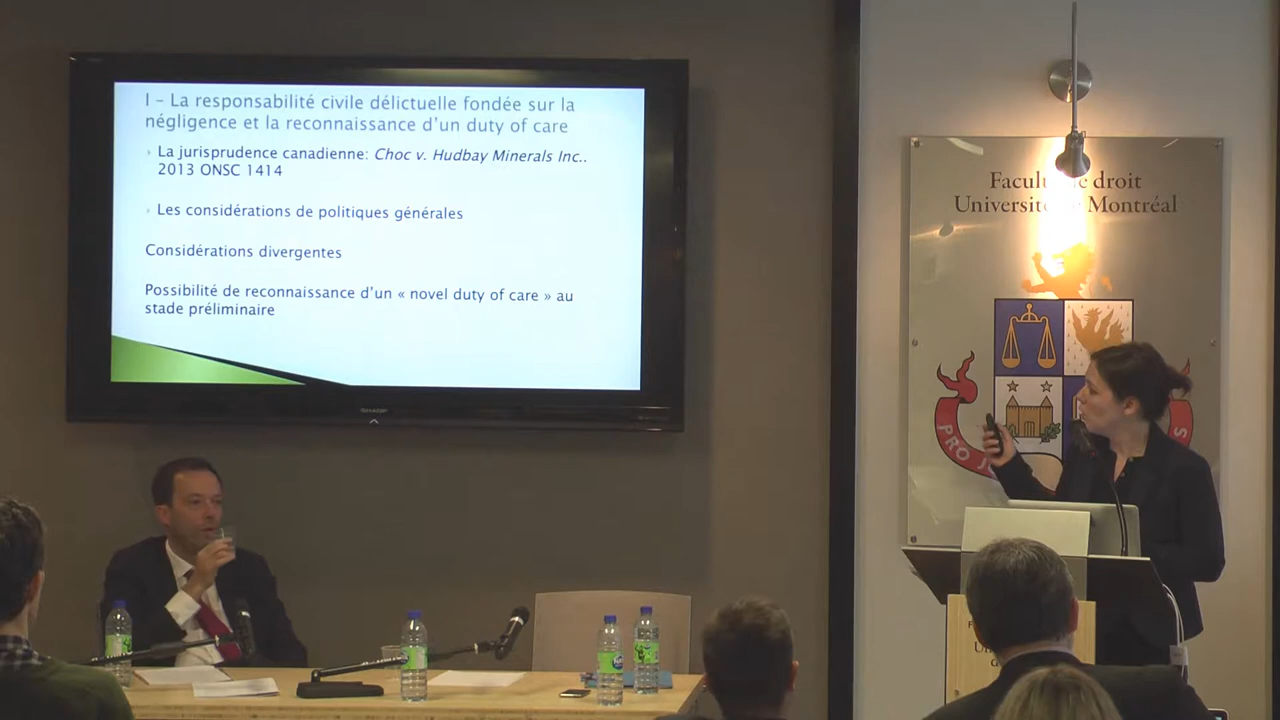 I – La responsabilité civile délictuelle fondée sur la
négligence et la reconnaissance d'un duty of care
La jurisprudence canadienne: Choc v. Hudbay Minerals Inc..
2013 ONSC 1414
Les considérations de politiques générales
Considérations divergentes
Possibilité de reconnaissance d'un « novel duty of care » au
stade préliminaire
SHARP
Faculté de droit
Université de Montréal
PRO